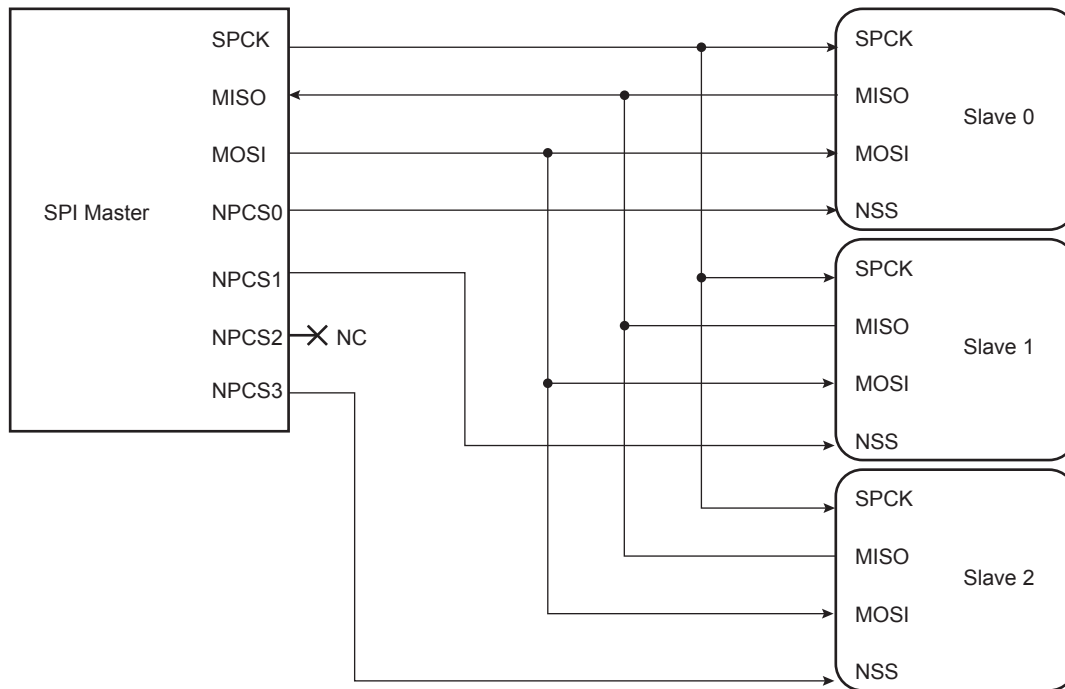 SPCK
MISO
MOSI
SPI Master
NPCS0
NPCS1
NPCS2
NC
NPCS3
SPCK
MISO
Slave 0
MOSI
NSS
SPCK
MISO
Slave 1
MOSI
NSS
SPCK
MISO
Slave 2
MOSI
NSS